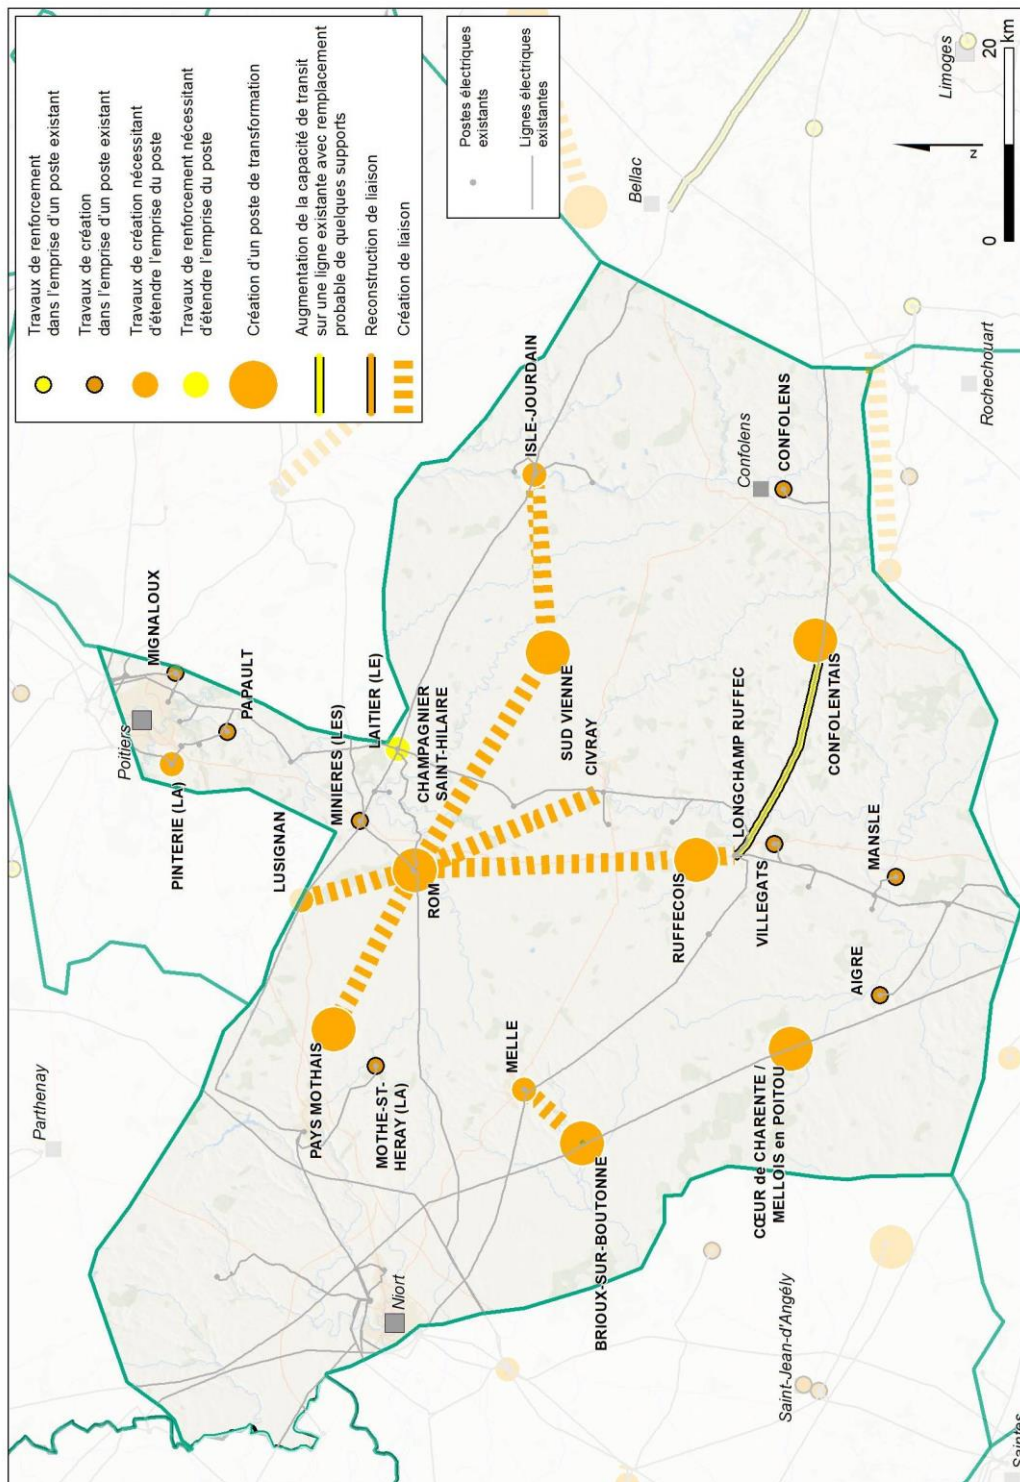 Travaux de renforcement
dans l'emprise d'un poste existant
Travaux de création
dans l'emprise d'un poste existant
Travaux de création nécessitant
d'étendre l'emprise du poste
Travaux de renforcement nécessitant
d'étendre l'emprise du poste
Création d'un poste de transformation
Augmentation de la capacité de transit
sur une ligne existante avec remplacement
probable de quelques supports
Reconstruction de liaison
Création de liaison
Postes électriques
existants
Lignes électriques
existantes
Parthenay
Poitiers
MIGNALOUX
PAPAULT
PINTERIE (LA)
LUSIGNAN
MINIERES (LES)
LAITIER (LE)
CHAMPAGNIER
SAINT-HILAIRE
ROM
PAYS MOTHAIS
MOTHE-ST-
HERAY (LA)
Niort
MELLE
BRIOUX-SUR-BOUTONNE
ISLE-JOURDAIN
SUD VIENNE
CIVRAY
RUFFECOIS
LONGCHAMP RUFFEC
VILLEGATS
CONFOLENTAIS
Confolens
CONFOLENS
MANSLE
AIGRE
CŒUR de CHARENTE /
MELLOIS en POITOU
Saint-Jean-d'Angély
Saintes
Bellac
Rochechouart
Limoges
N
0
20
km